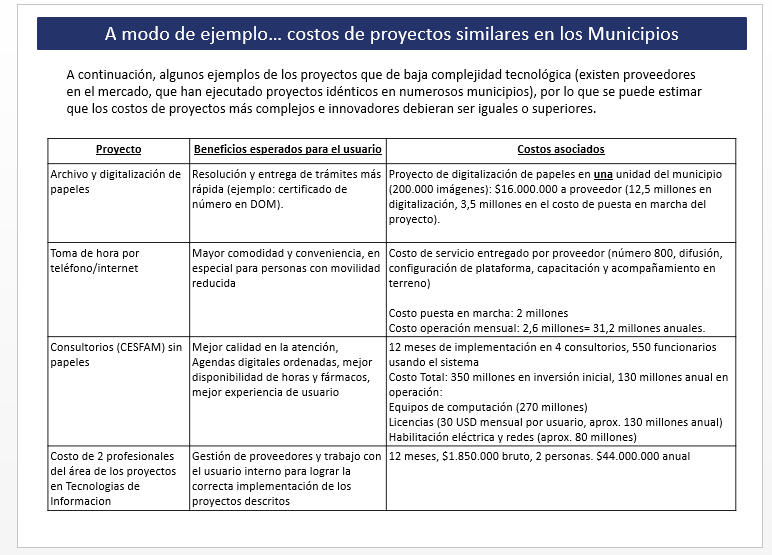 A modo de ejemplo... costos de proyectos similares en los Municipios
A continuación, algunos ejemplos de los proyectos que de baja complejidad tecnológica (existen proveedores
en el mercado, que han ejecutado proyectos idénticos en numerosos municipios), por lo que se puede estimar
que los costos de proyectos más complejos e innovadores debieran ser iguales o superiores.
Proyecto
Beneficios esperados para el usuario
Costos asociados
Archivo y digitalización de
papeles
Resolución y entrega de trámites más
rápida (ejemplo: certificado de
número en DOM).
Proyecto de digitalización de papeles en una unidad del municipio
(200.000 imágenes): $16.000.000 a proveedor (12,5 millones en
digitalización, 3,5 millones en el costo de puesta en marcha del
proyecto).
Toma de hora por
teléfono/internet
Mayor comodidad y conveniencia, en
especial para personas con movilidad
reducida
Costo de servicio entregado por proveedor (número 800, difusión,
configuración de plataforma, capacitación y acompañamiento en
terreno)
Costo puesta en marcha: 2 millones
Costo operación mensual: 2,6 millones= 31,2 millones anuales.
Consultorios (CESFAM) sin
papeles
Mejor calidad en la atención,
Agendas digitales ordenadas, mejor
disponibilidad de horas y fármacos,
mejor experiencia de usuario
12 meses de implementación en 4 consultorios, 550 funcionarios
usando el sistema
Costo Total: 350 millones en inversión inicial, 130 millones anual en
operación:
Equipos de computación (270 millones)
Licencias (30 USD mensual por usuario, aprox. 130 millones anual)
Habilitación eléctrica y redes (aprox. 80 millones)
Costo de 2 profesionales
del área de los proyectos
en Tecnologias de
Informacion
Gestión de proveedores y trabajo con
el usuario interno para lograr la
correcta implementación de los
proyectos descritos
12 meses, $1.850.000 bruto, 2 personas. $44.000.000 anual